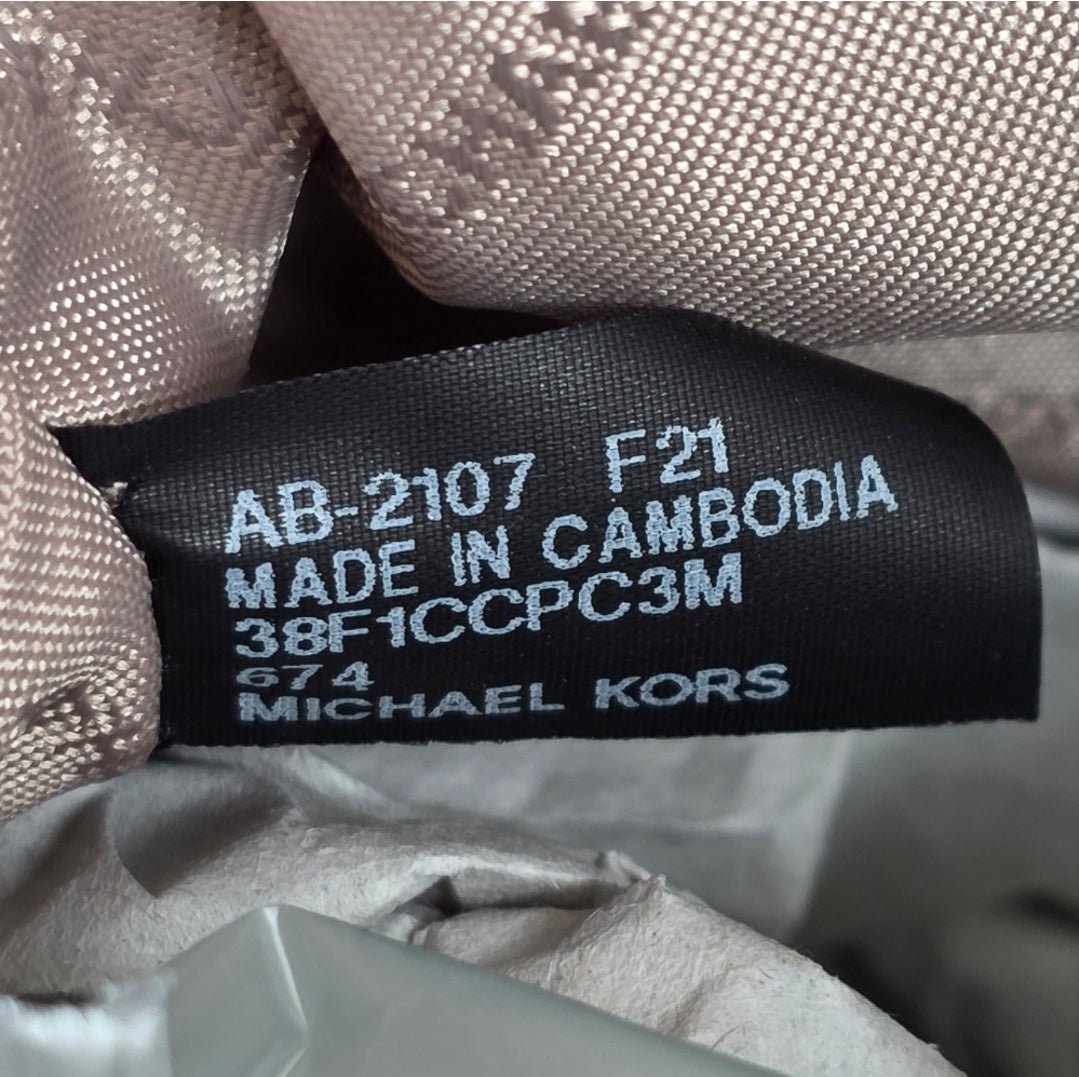 AB-2107 F21
MADE IN CAMBODIA
38F1CCPC3M
674
MICHAEL KORS